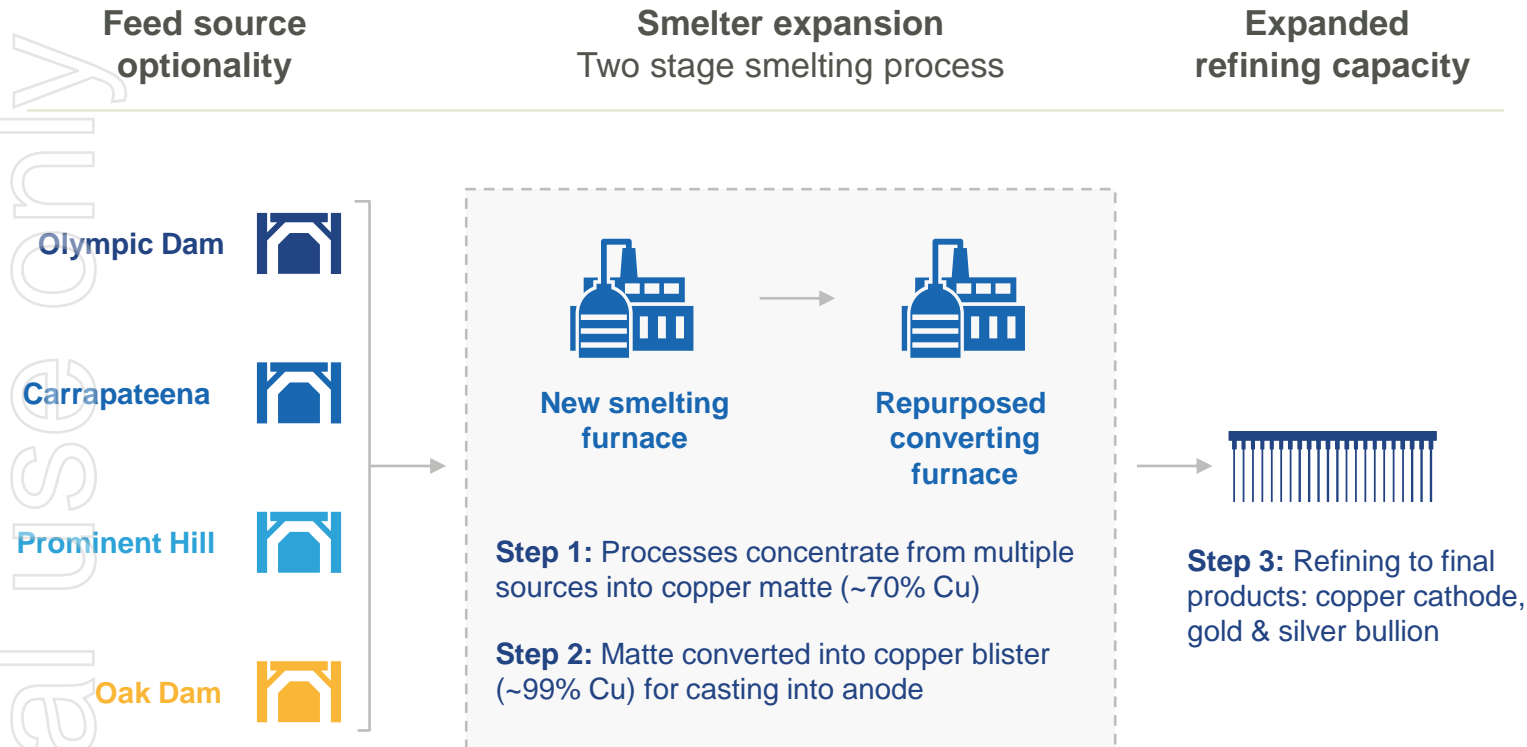 Feed source
optionality
Smelter expansion
Two stage smelting process
Expanded
refining capacity
Olympic Dam
Carrapateena
Prominent Hill
Oak Dam
New smelting
furnace
Repurposed
converting
furnace
Step 1: Processes concentrate from multiple
sources into copper matte (~70% Cu)
Step 2: Matte converted into copper blister
(~99% Cu) for casting into anode
Step 3: Refining to final
products: copper cathode,
gold & silver bullion
al use only